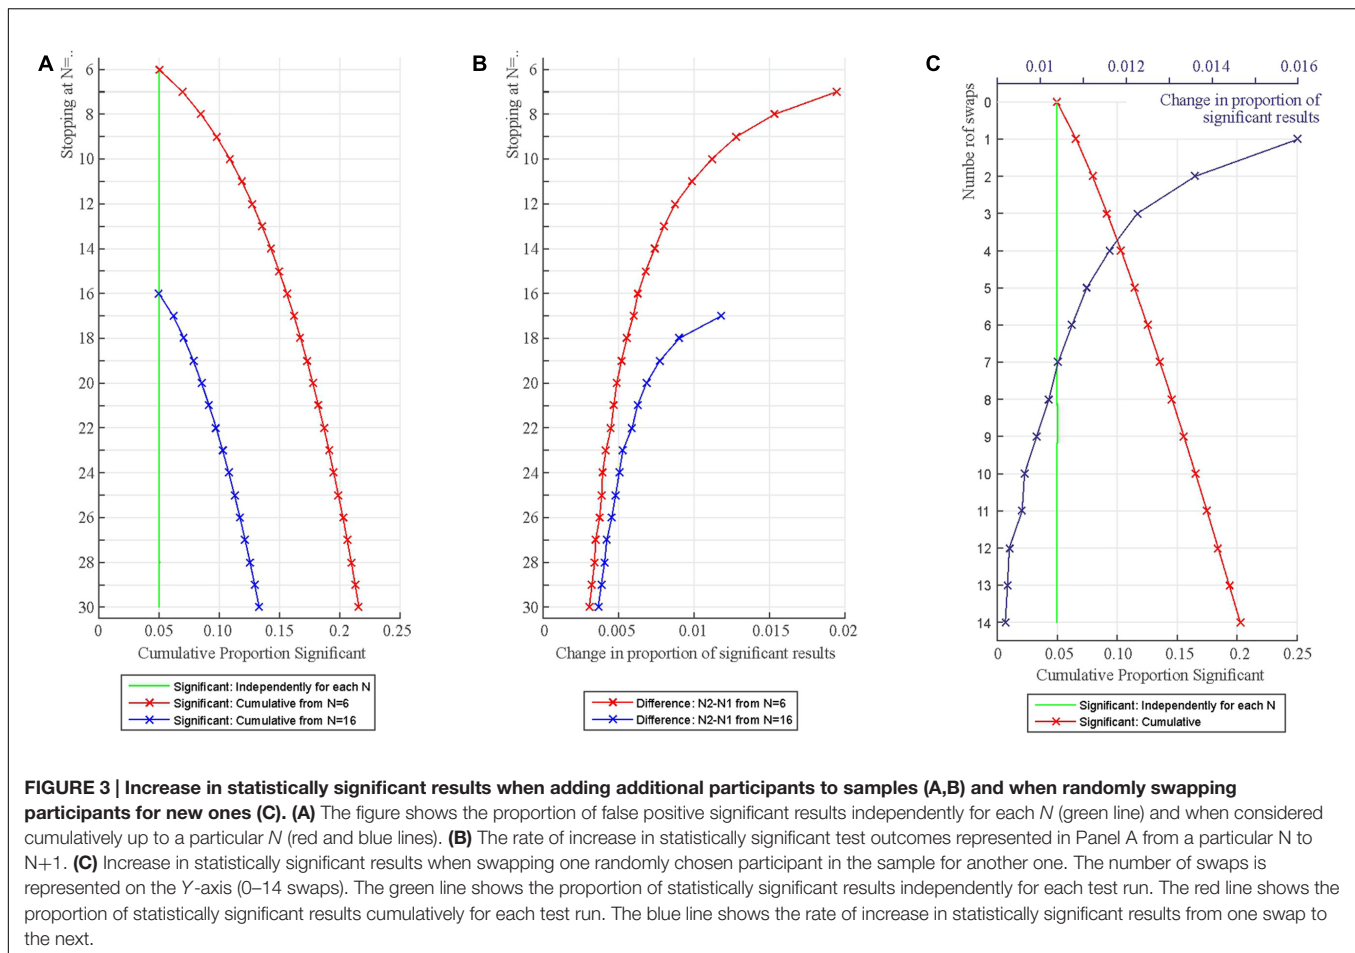 A
Stopping at N=..
6
8
10
12
14
16
18
20
22
24
26
28
30
0 0.05 0.10 0.15 0.2 0.25
Cumulative Proportion Significant
Significant: Independently for each N
Significant: Cumulative from N=6
Significant: Cumulative from N=16
B
Stopping at N=..
6
8
10
12
14
16
18
20
22
24
26
28
30
0 0.005 0.01 0.015 0.02
Change in proportion of significant results
Difference: N2-N1 from N=6
Difference: N2-N1 from N=16
C
0.01 0.012 0.014 0.016
Change in proportion of
significant results
Numbe rof swaps
0
1
2
3
4
5
6
7
8
9
10
11
12
13
14
0 0.05 0.10 0.15 0.2 0.25
Cumulative Proportion Significant
Significant: Independently for each N
Significant: Cumulative
FIGURE 3 | Increase in statistically significant results when adding additional participants to samples (A,B) and when randomly swapping
participants for new ones (C). (A) The figure shows the proportion of false positive significant results independently for each N (green line) and when considered
cumulatively up to a particular N (red and blue lines). (B) The rate of increase in statistically significant test outcomes represented in Panel A from a particular N to
N+1. (C) Increase in statistically significant results when swapping one randomly chosen participant in the sample for another one. The number of swaps is
represented on the Y-axis (0–14 swaps). The green line shows the proportion of statistically significant results independently for each test run. The red line shows the
proportion of statistically significant results cumulatively for each test run. The blue line shows the rate of increase in statistically significant results from one swap to
the next.